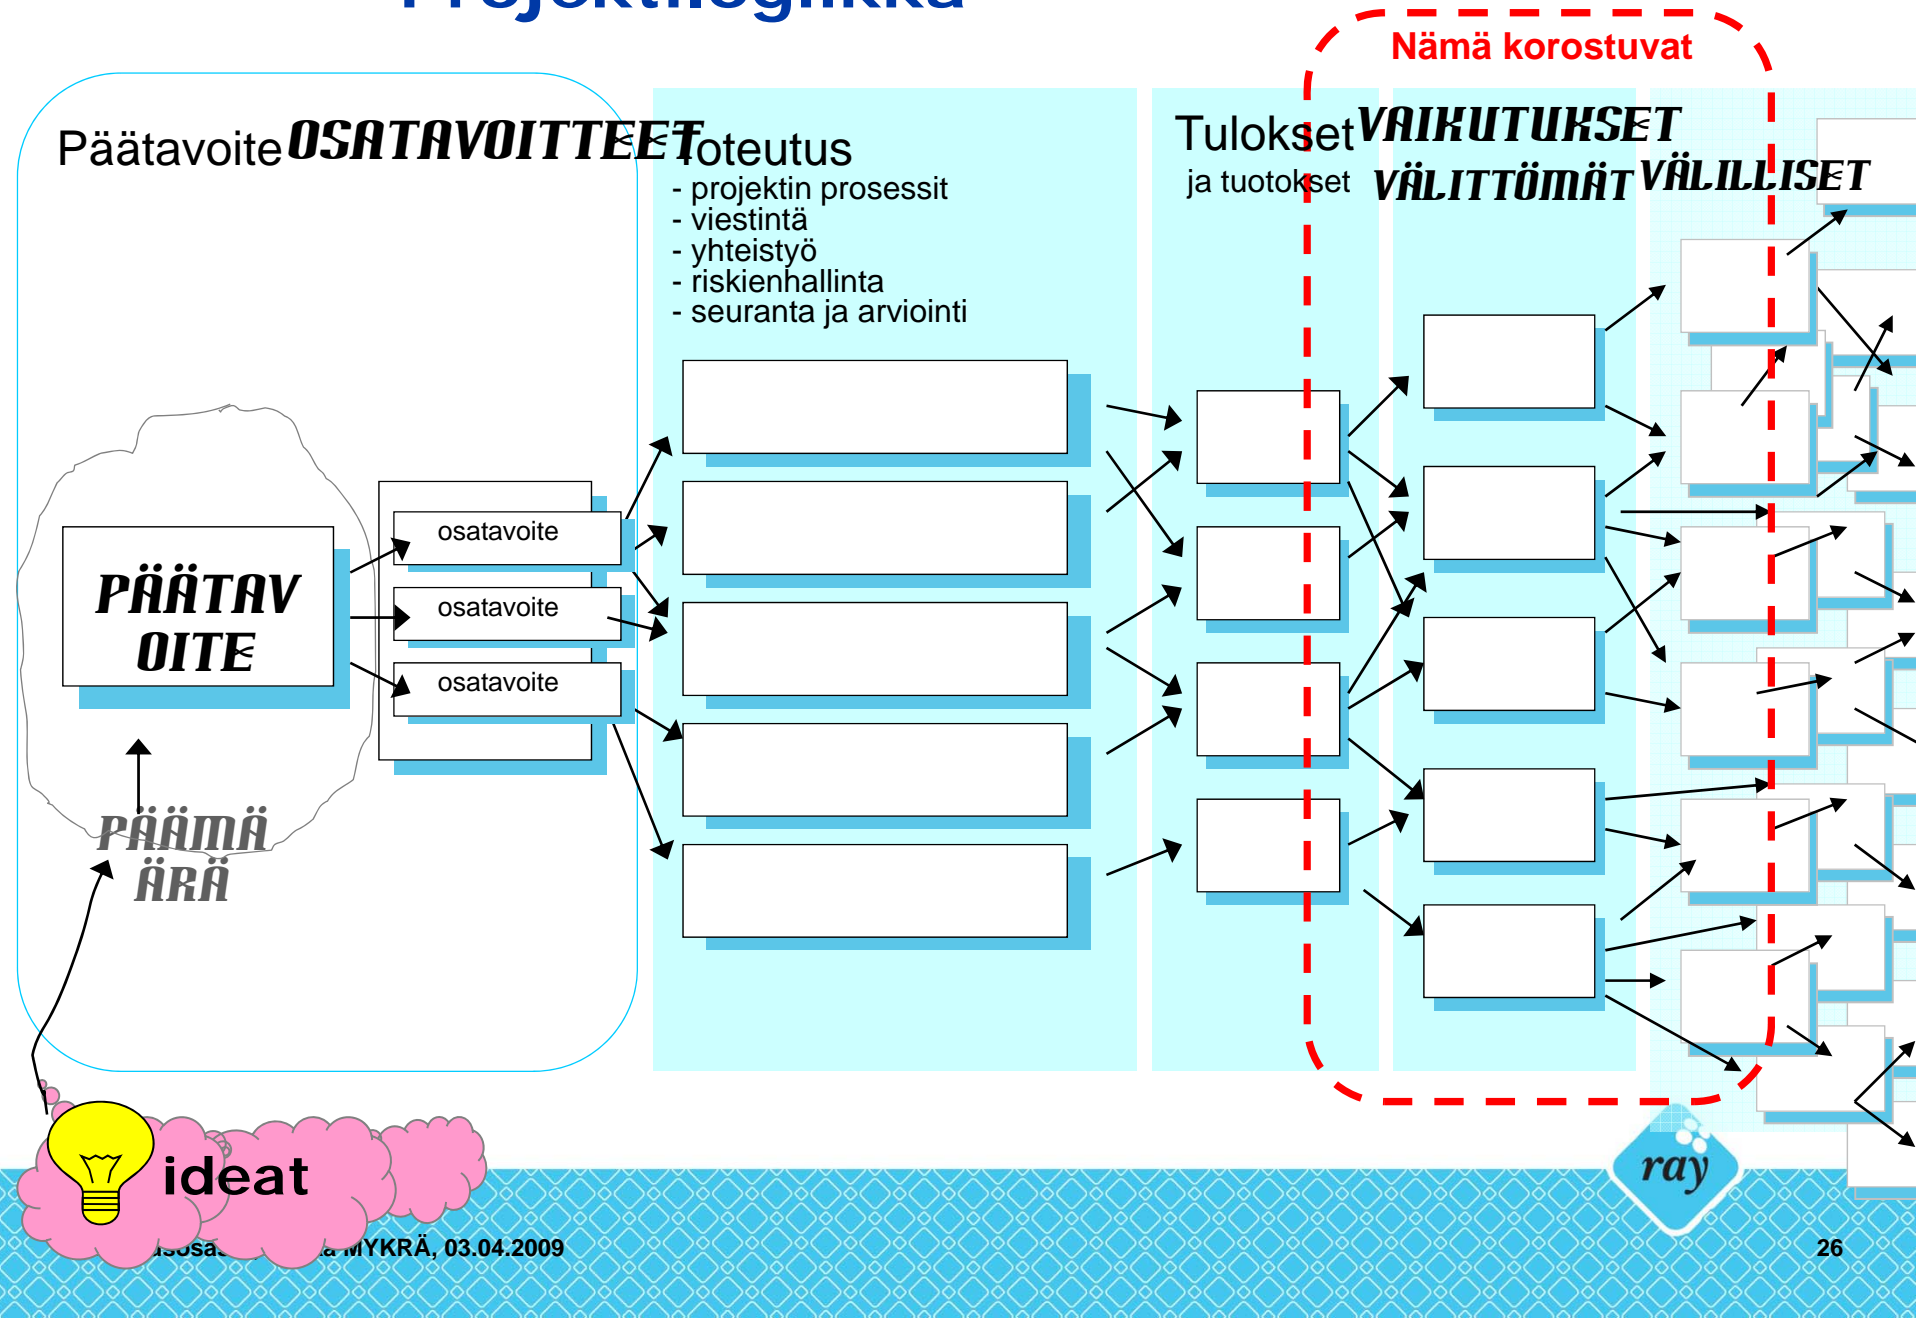 Projektilogiikka
Nämä korostuvat
Päätavoite OSATAVOITTEET
Toteutus
- projektin prosessit
- viestintä
- yhteistyö
- riskienhallinta
- seuranta ja arviointi
Tulokset
ja tuotokset
VAIKUTUKSET
VÄLITTÖMÄT VÄLILLISET
PÄÄTAV
OITE
osatavoite
osatavoite
osatavoite
PÄÄMÄ
ÄRÄ
ideat
ray
MYKRÄ, 03.04.2009
26